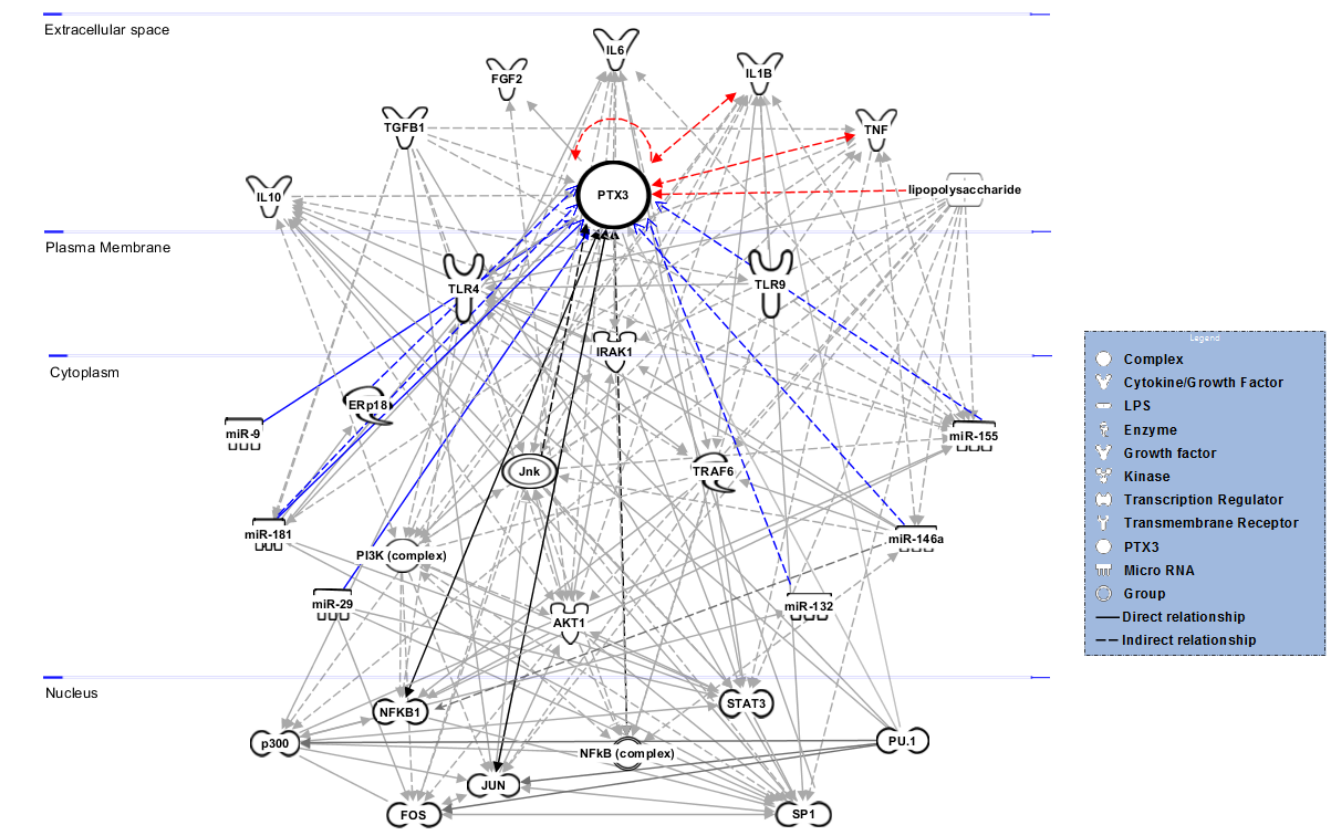 Extracellular space
IL6
IL1B
FGF2
TGFB1
TNF
IL10
PTX3
lipopolysaccharide
Plasma Membrane
TLR4
TLR9
IRAK1
Cytoplasm
ERp18
miR-9
miR-155
Jnk
TRAF6
miR-181
miR-146a
PI3K (complex)
miR-29
miR-132
AKT1
Nucleus
NFKB1
STAT3
p300
PU.1
NFkB (complex)
JUN
FOS
SP1
Legend
Complex
Cytokine/Growth Factor
LPS
Enzyme
Growth factor
Kinase
Transcription Regulator
Transmembrane Receptor
PTX3
Micro RNA
Group
Direct relationship
Indirect relationship